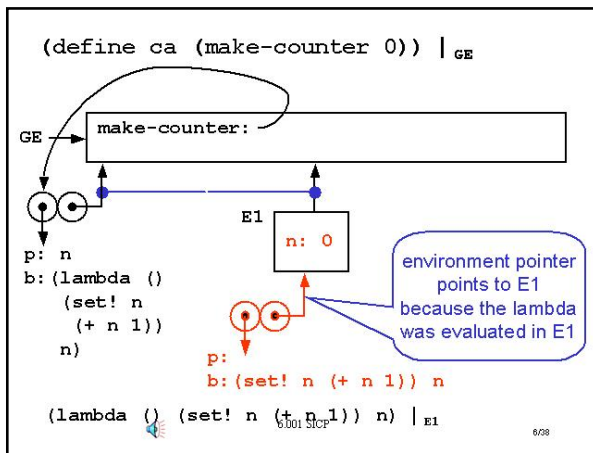 (define ca (make-counter 0)) | GE
make-counter:
GE
E1
n: 0
p: n
b: (lambda ()
(set! n
(+ n 1))
n)
environment pointer
points to E1
because the lambda
was evaluated in E1
p:
b: (set! n (+ n 1)) n
(lambda () (set! n (+ n 1)) n) | E1
6.001 SICP
6/38